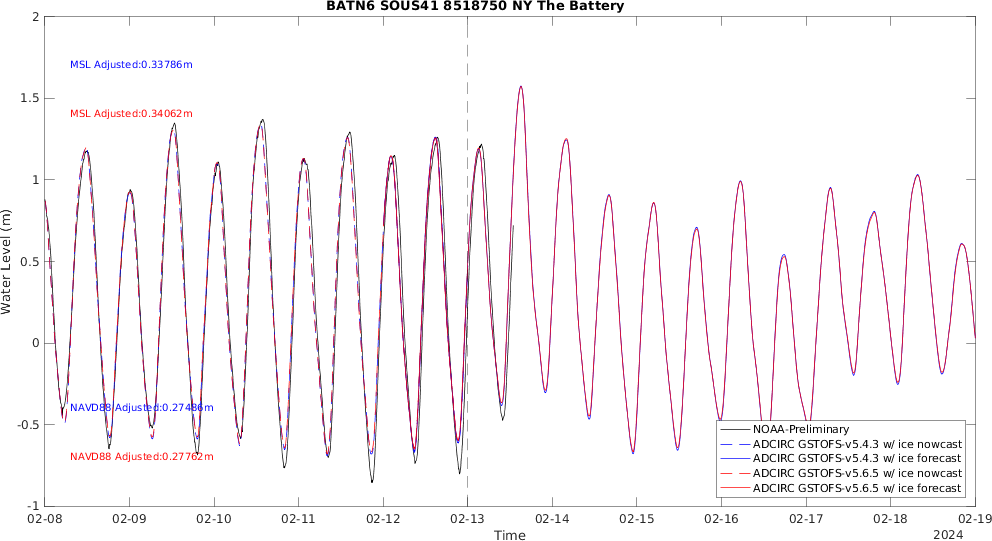 BATN6 SOUS41 8518750 NY The Battery
2
1.5
1
0.5
0
-0.5
-1
Water Level (m)
MSL Adjusted:0.33786m
MSL Adjusted:0.34062m
NAVD88 Adjusted:0.27486m
NAVD88 Adjusted:0.27762m
NOAA-Preliminary
ADCIRC GSTOFS-v5.4.3 w/ ice nowcast
ADCIRC GSTOFS-v5.4.3 w/ ice forecast
ADCIRC GSTOFS-v5.6.5 w/ ice nowcast
ADCIRC GSTOFS-v5.6.5 w/ ice forecast
02-08 02-09 02-10 02-11 02-12 02-13 02-14 02-15 02-16 02-17 02-18 02-19
Time
2024